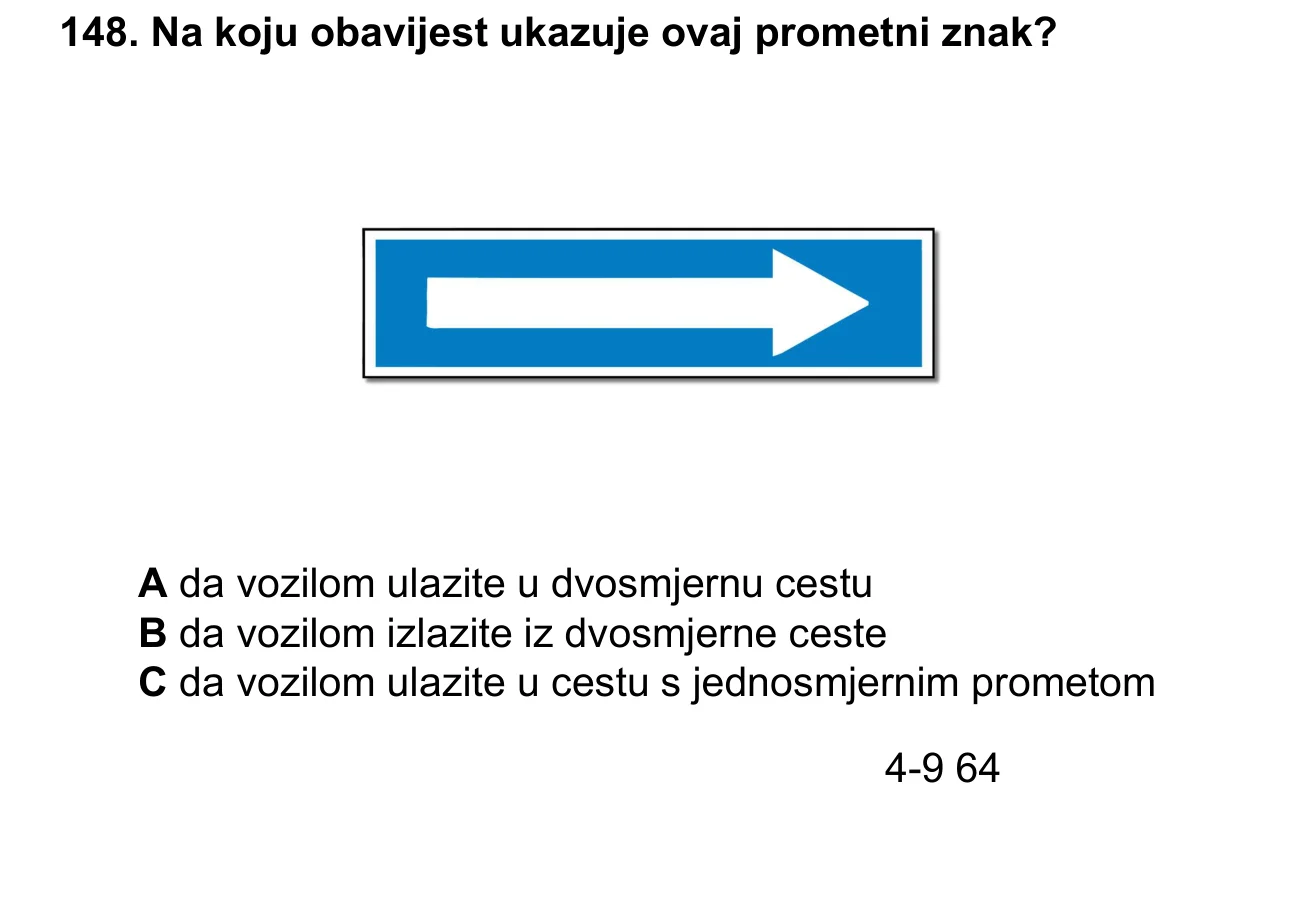 148. Na koju obavijest ukazuje ovaj prometni znak?
A da vozilom ulazite u dvosmjernu cestu
B da vozilom izlazite iz dvosmjerne ceste
C da vozilom ulazite u cestu s jednosmjernim prometom
4-9 64